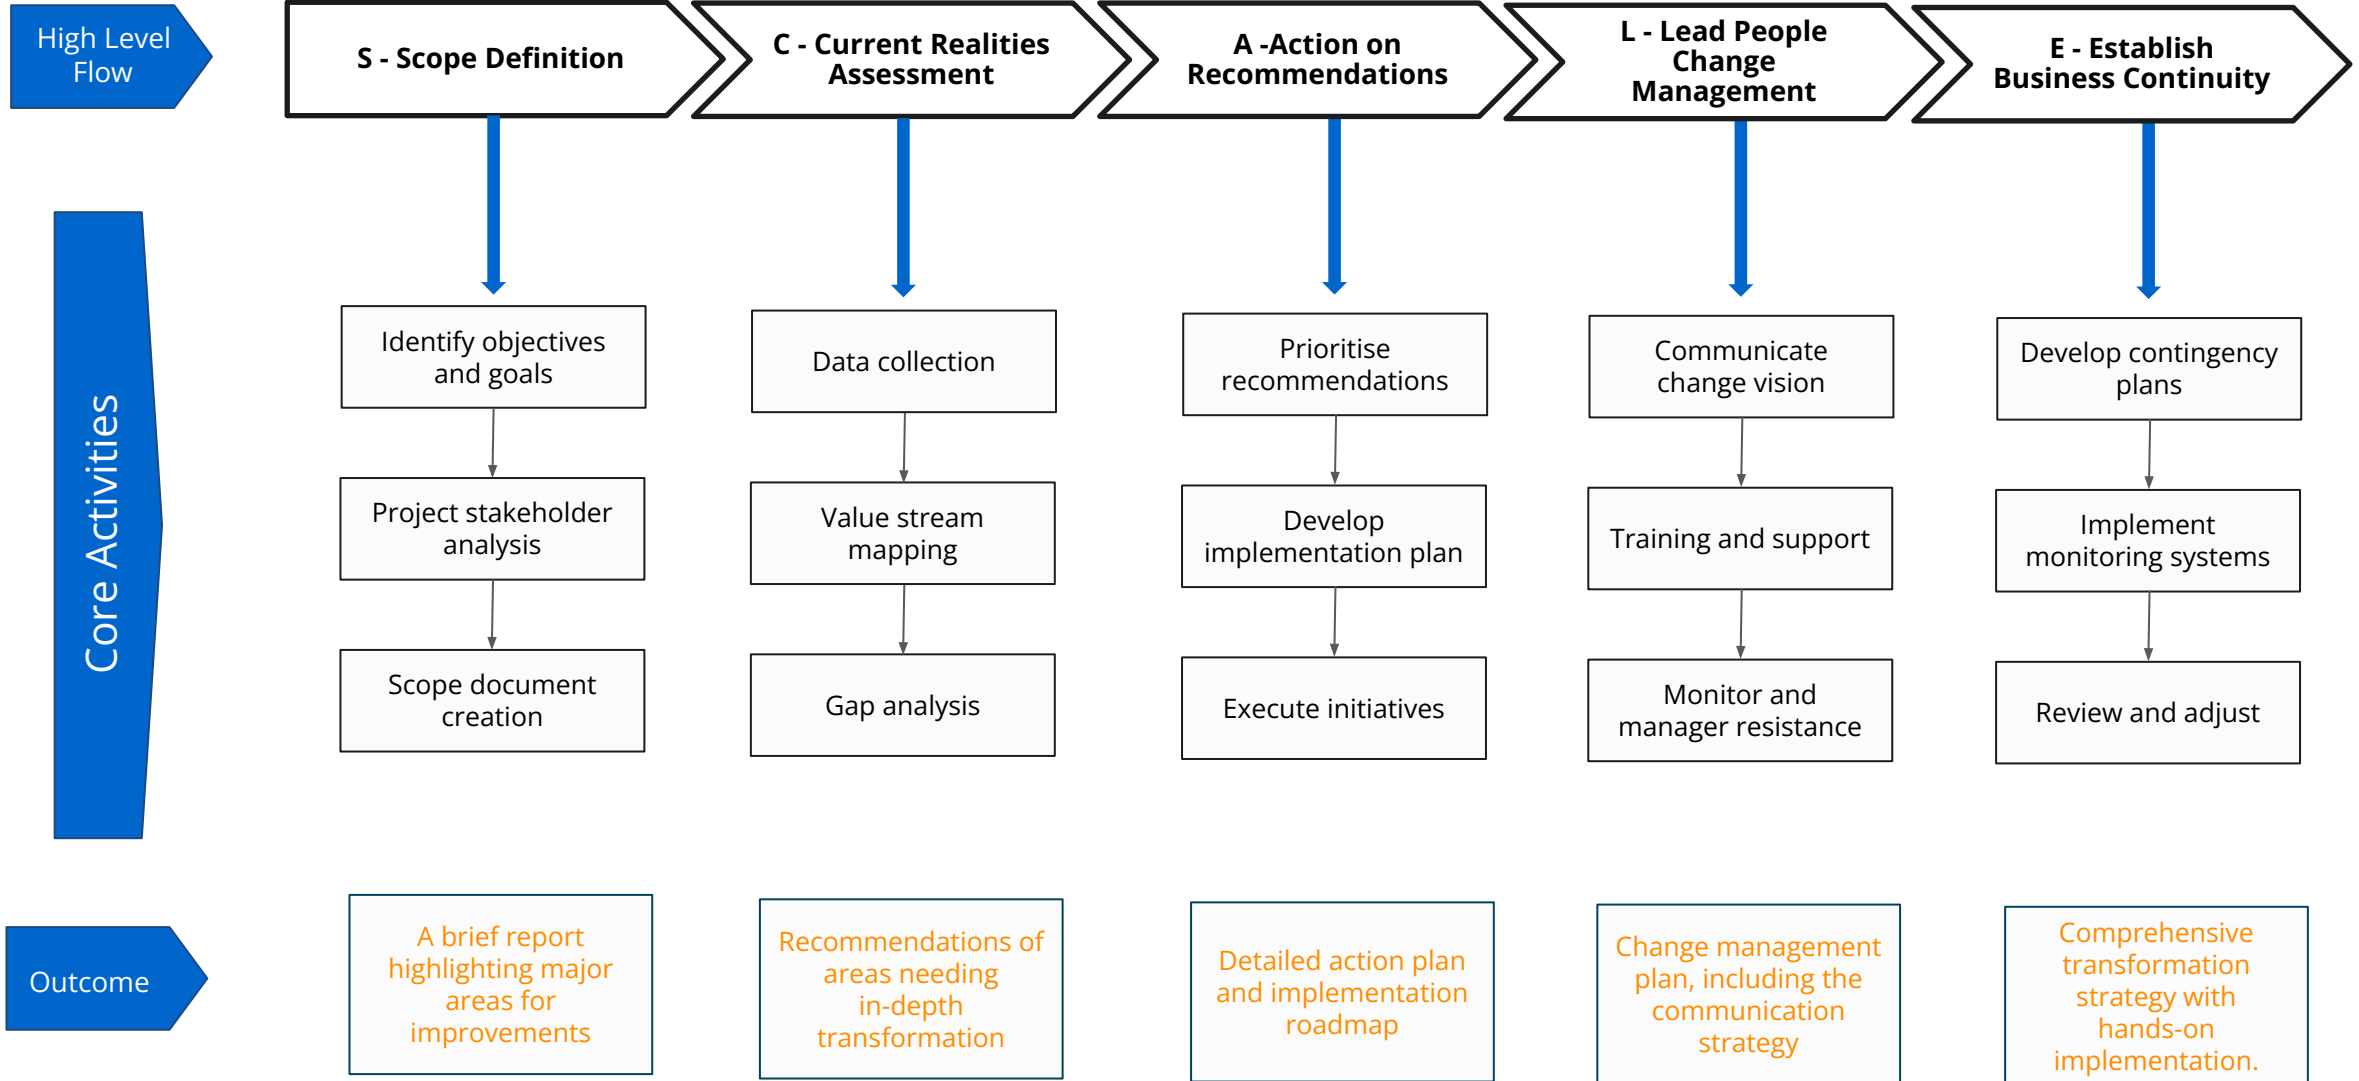 High Level
Flow
S - Scope Definition
C - Current Realities
Assessment
A -Action on
Recommendations
L - Lead People
Change
Management
E - Establish
Business Continuity
Core Activities
Identify objectives
and goals
Project stakeholder
analysis
Scope document
creation
Data collection
Value stream
mapping
Gap analysis
Prioritise
recommendations
Develop
implementation plan
Execute initiatives
Communicate
change vision
Training and support
Monitor and
manager resistance
Develop contingency
plans
Implement
monitoring systems
Review and adjust
Outcome
A brief report
highlighting major
areas for
improvements
Recommendations of
areas needing
in-depth
transformation
Detailed action plan
and implementation
roadmap
Change management
plan, including the
communication
strategy
Comprehensive
transformation
strategy with
hands-on
implementation.